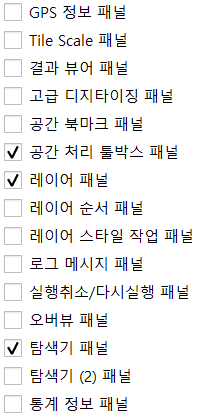 GPS 정보 패널
Tile Scale 패널
결과 뷰어 패널
고급 디지타이징 패널
공간 북마크 패널
공간 처리 툴박스 패널
레이어 패널
레이어 순서 패널
레이어 스타일 작업 패널
로그 메시지 패널
실행취소/다시실행 패널
오버뷰 패널
탐색기 패널
탐색기 (2) 패널
통계 정보 패널